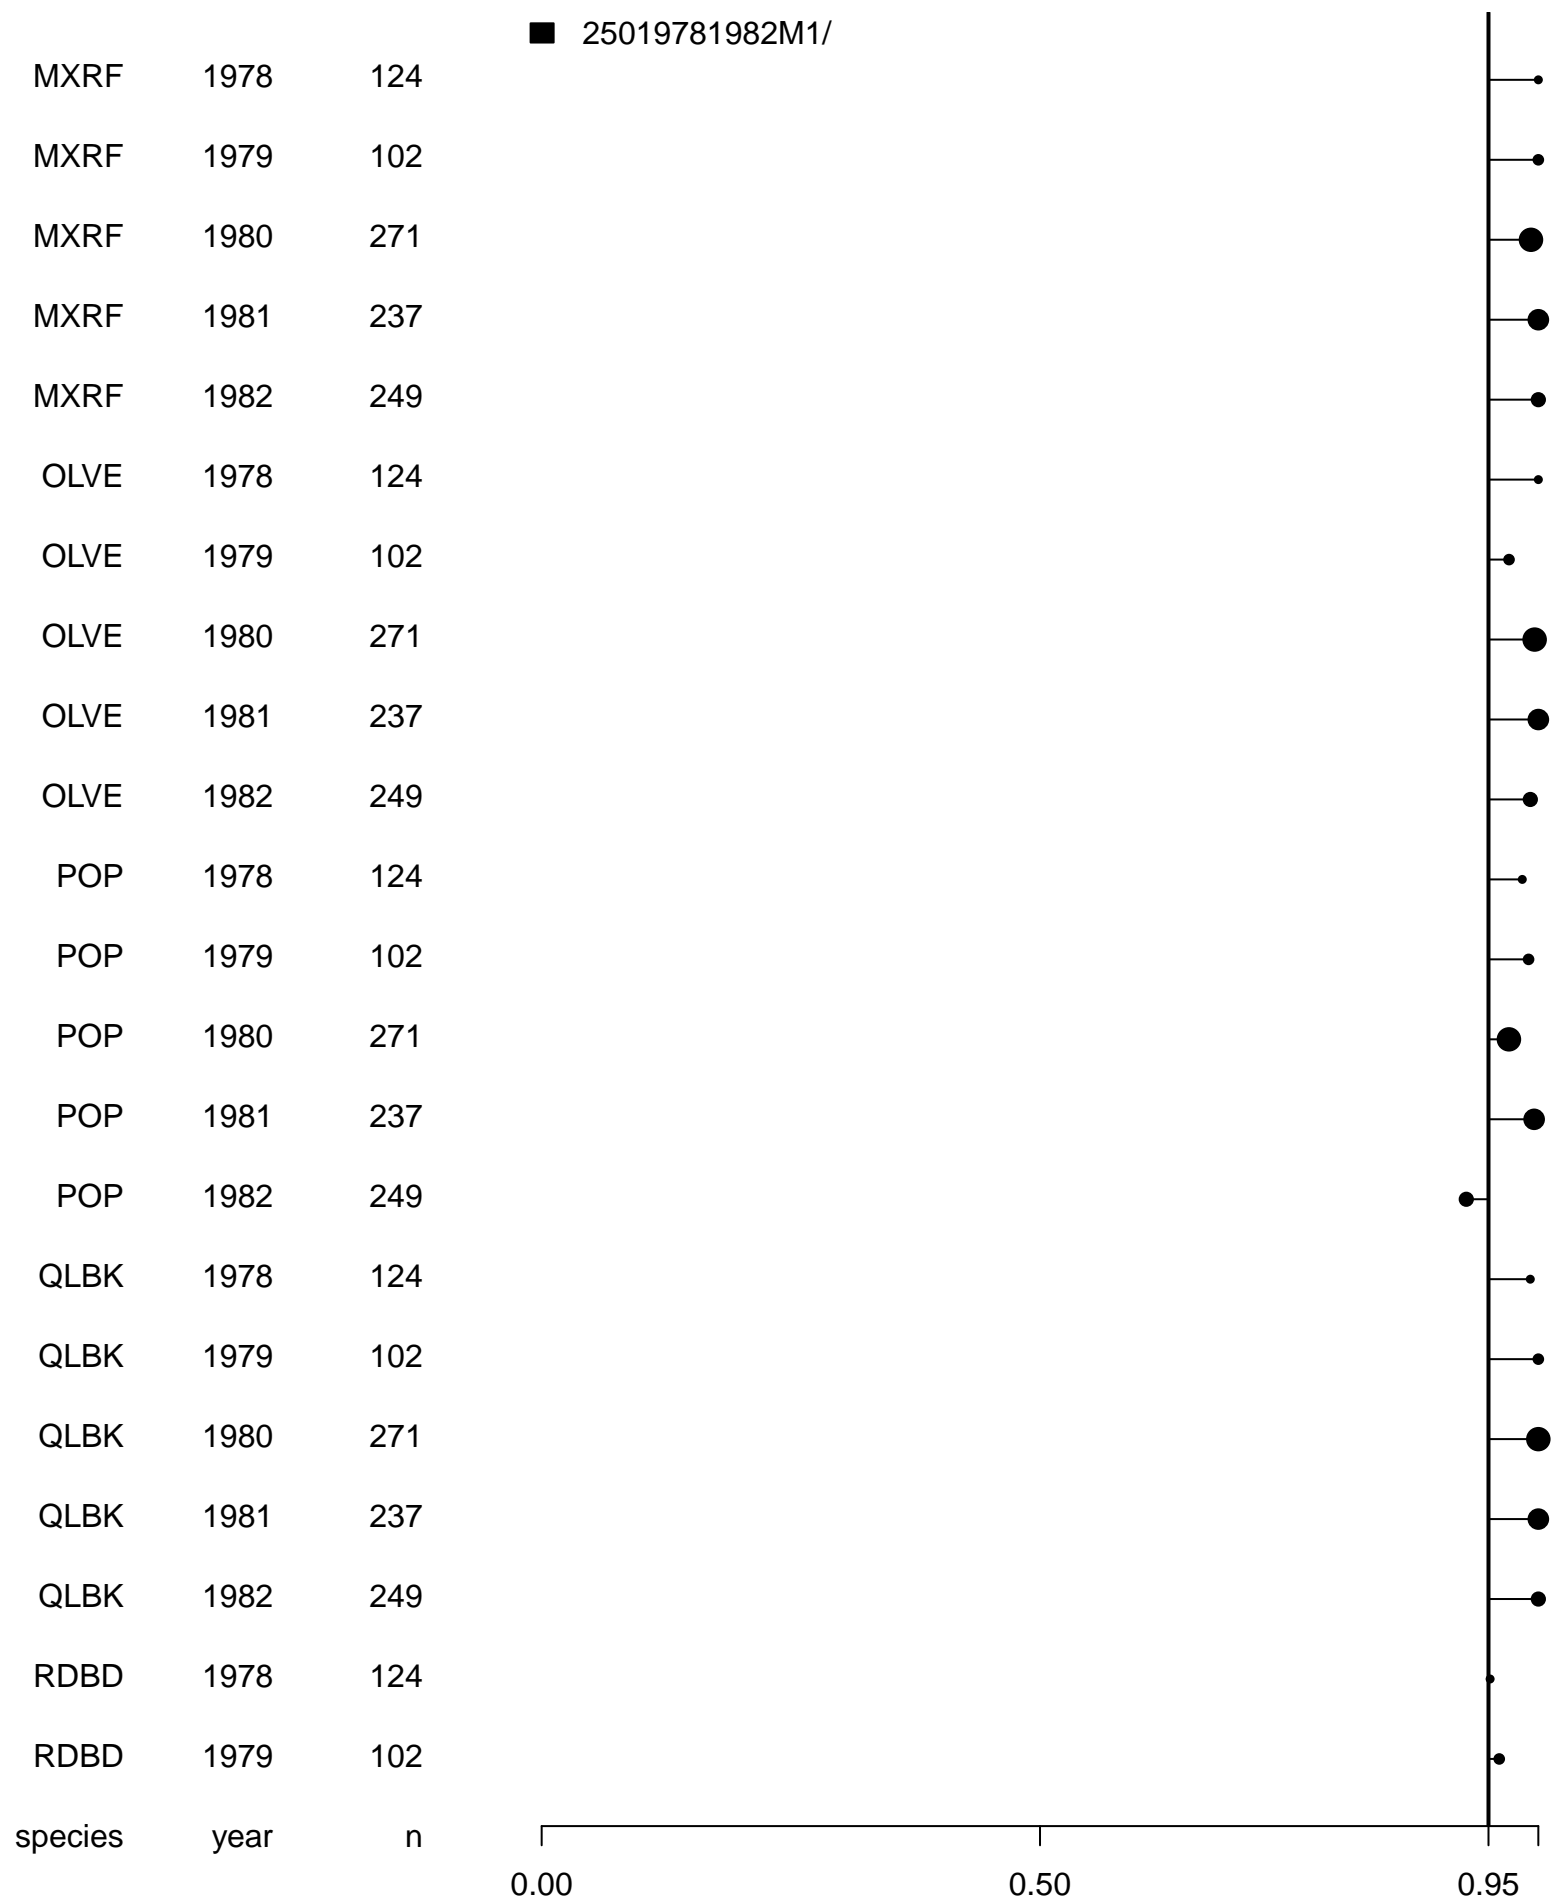 25019781982M1/
MXRF 1978 124
MXRF 1979 102
MXRF 1980 271
MXRF 1981 237
MXRF 1982 249
OLVE 1978 124
OLVE 1979 102
OLVE 1980 271
OLVE 1981 237
OLVE 1982 249
POP 1978 124
POP 1979 102
POP 1980 271
POP 1981 237
POP 1982 249
QLBK 1978 124
QLBK 1979 102
QLBK 1980 271
QLBK 1981 237
QLBK 1982 249
RDBD 1978 124
RDBD 1979 102
species year n
0.00 0.50 0.95